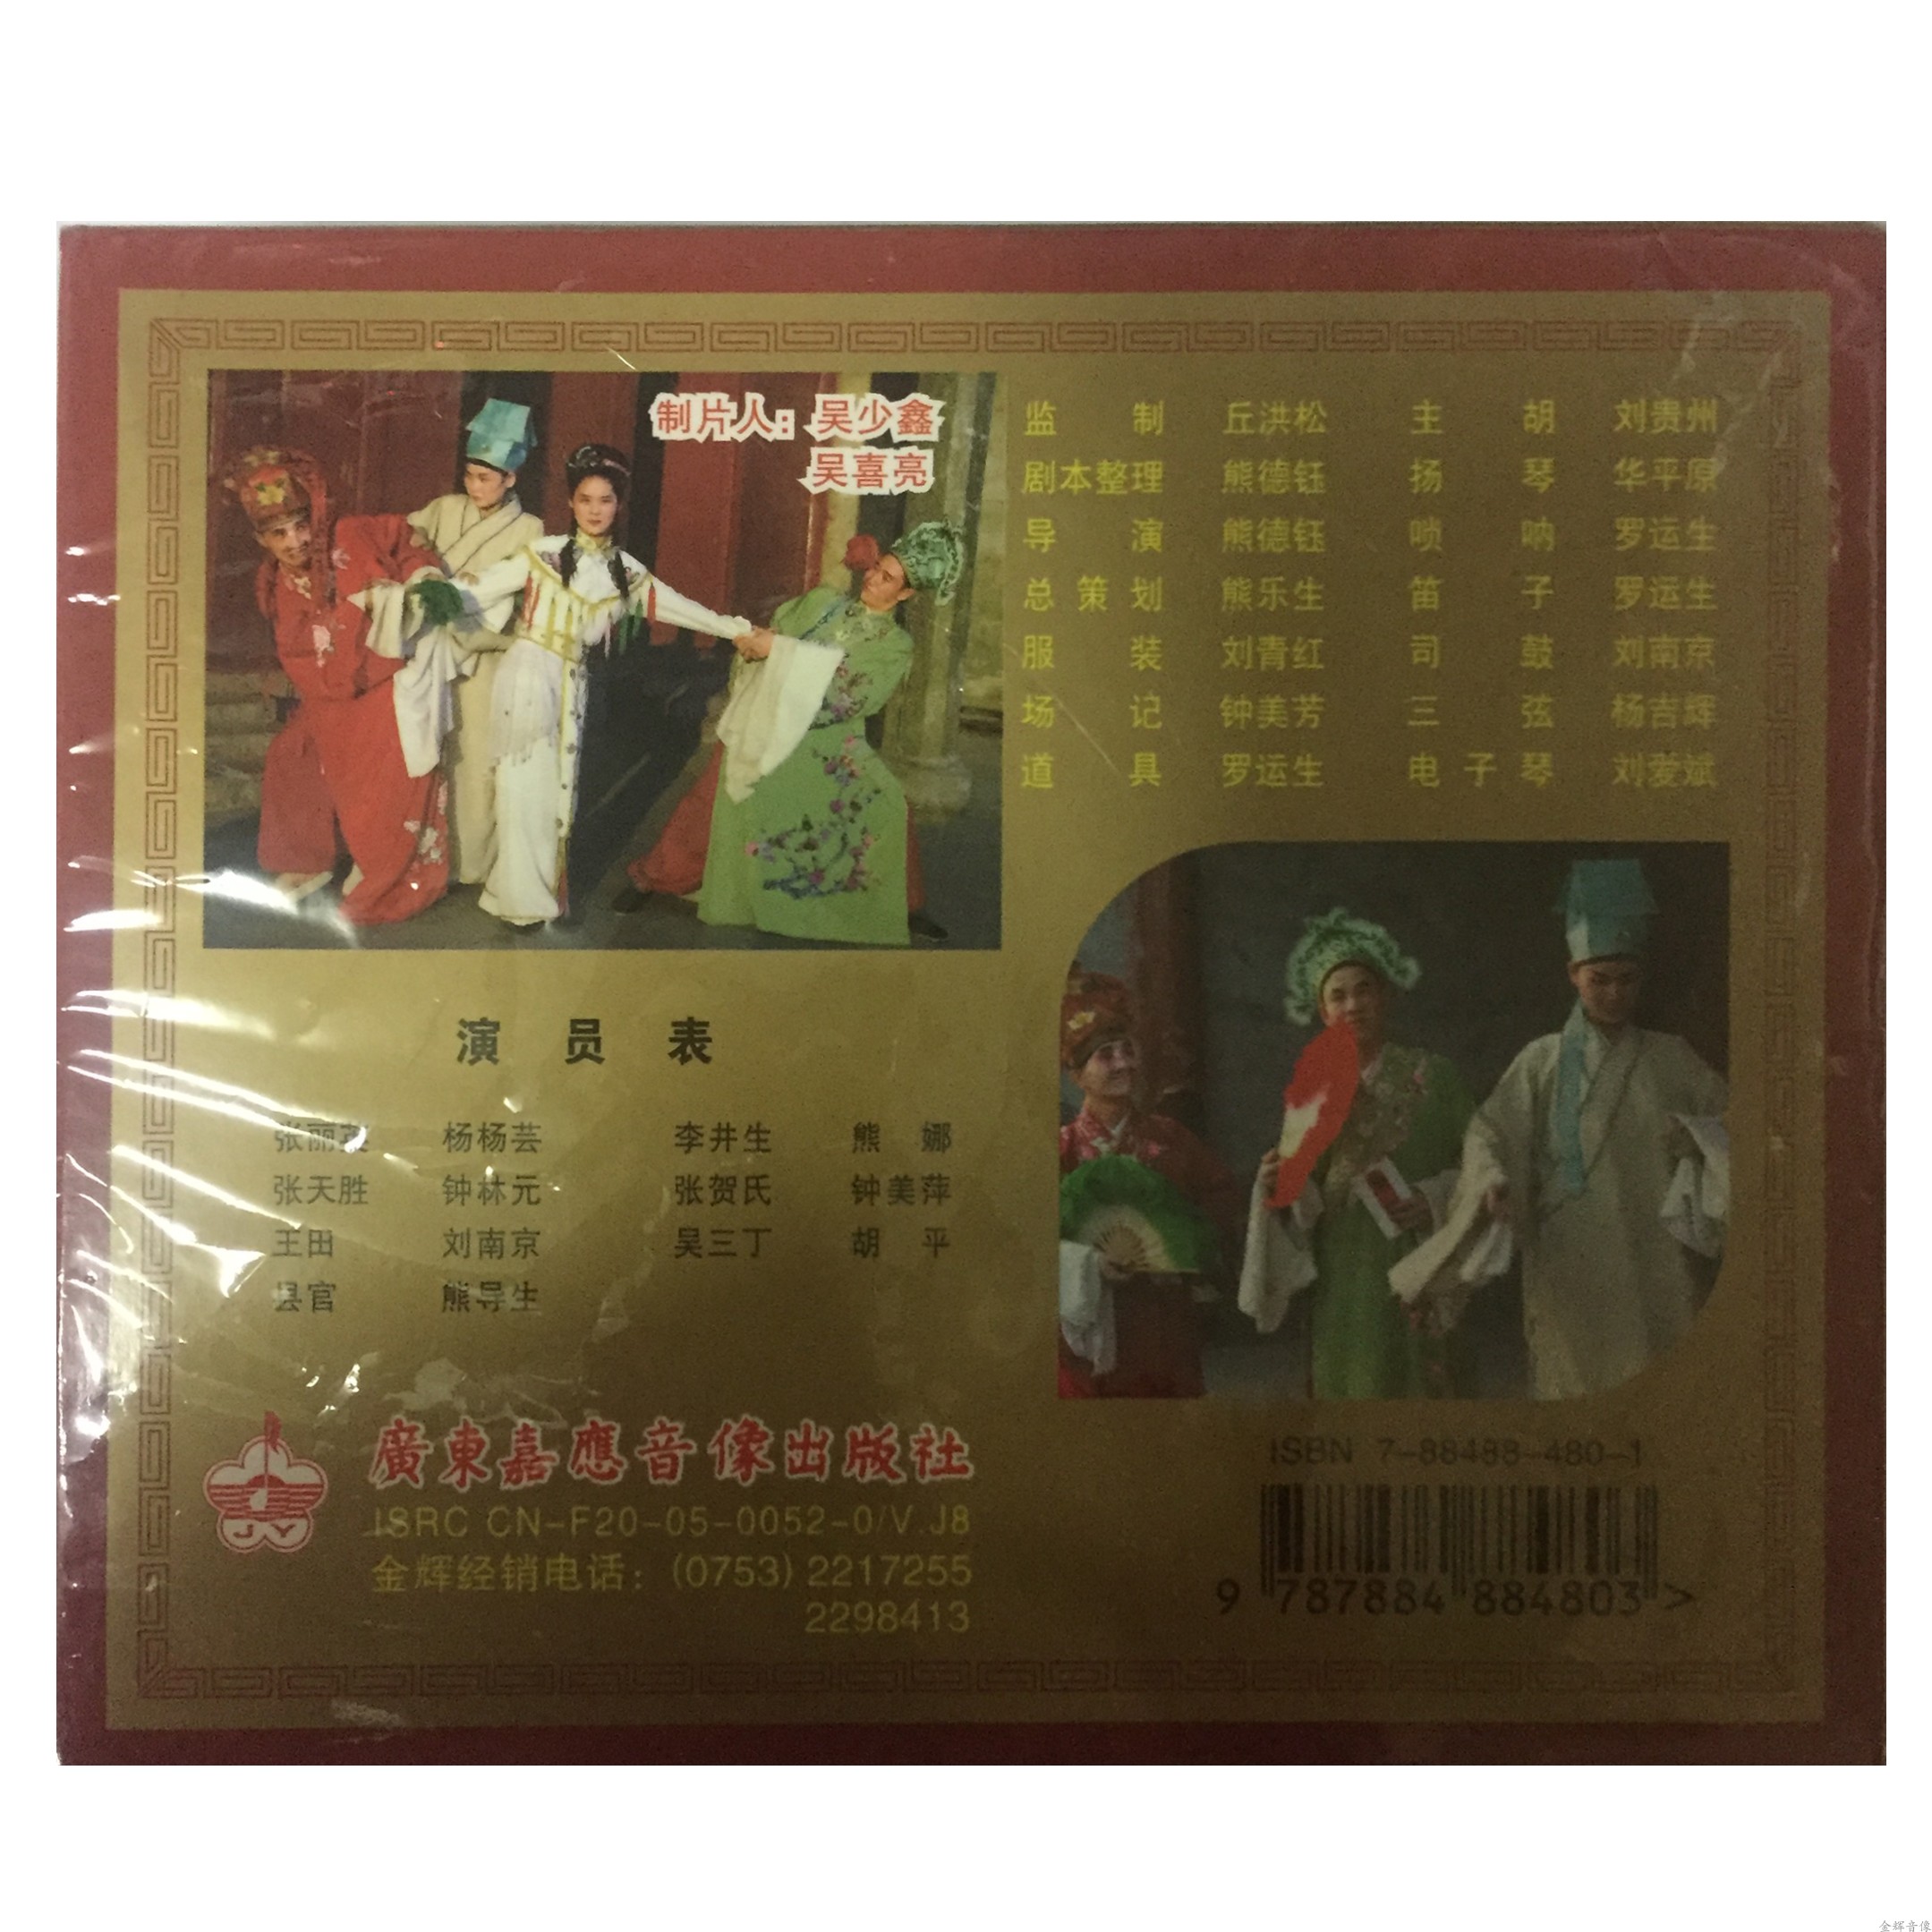 制片人：吴少鑫
吴喜亮
监制 丘洪松 主胡 刘贵州
剧本整理 熊德钰 扬琴 华平原
导演 熊德钰 唢呐 罗运生
总策划 熊乐生 笛子 罗运生
服装 刘青红 司鼓 刘南京
场记 钟美芳 三弦 杨吉辉
道具 罗运生 电子琴 刘爱斌
演员表
张丽英 杨杨芸 李井生 熊娜
张天胜 钟林元 张贺氏 钟美萍
王田 刘南京 吴三丁 胡平
县官 熊导生
JY
廣東嘉應音像出版社
ISRC CN-F20-05-0052-0/V.J8
金辉经销电话：(0753) 2217255
2298413
ISBN 7-88488-480-1
9 787884 884803 >
金辉音像